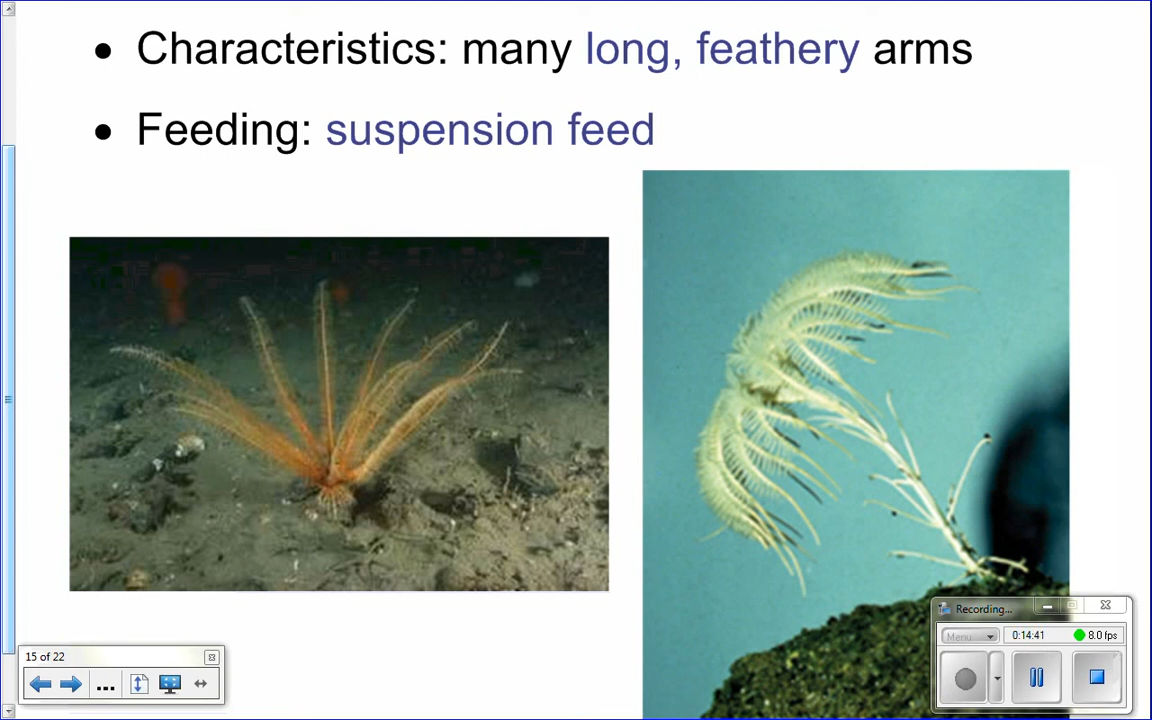 • Characteristics: many long, feathery arms
• Feeding: suspension feed
Recording...
Menu
0:14:41
8.0 fps
15 of 22
...